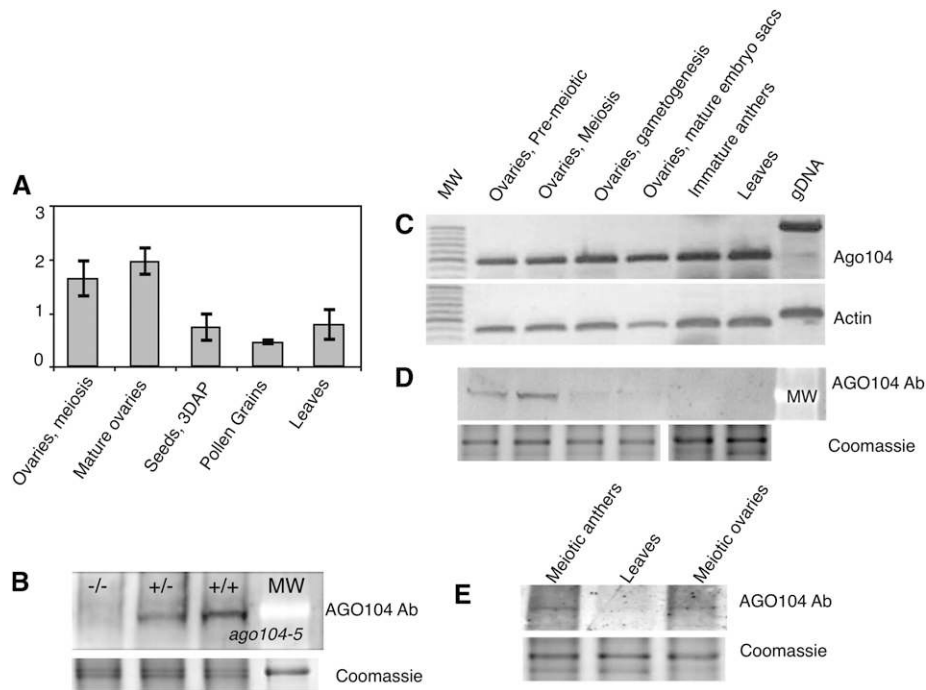 A
3
2
1
0
Ovaries, meiosis
Mature ovaries
Seeds, 3DAP
Pollen Grains
Leaves
MW
Ovaries, Pre-meiotic
Ovaries, Meiosis
Ovaries, gametogenesis
Ovaries, mature embryo sacs
Immature anthers
Leaves
gDNA
C
Ago104
Actin
D
AGO104 Ab
MW
Coomassie
B
-/-
+/-
+/+
MW
AGO104 Ab
ago104-5
Coomassie
Meiotic anthers
Leaves
Meiotic ovaries
E
AGO104 Ab
Coomassie